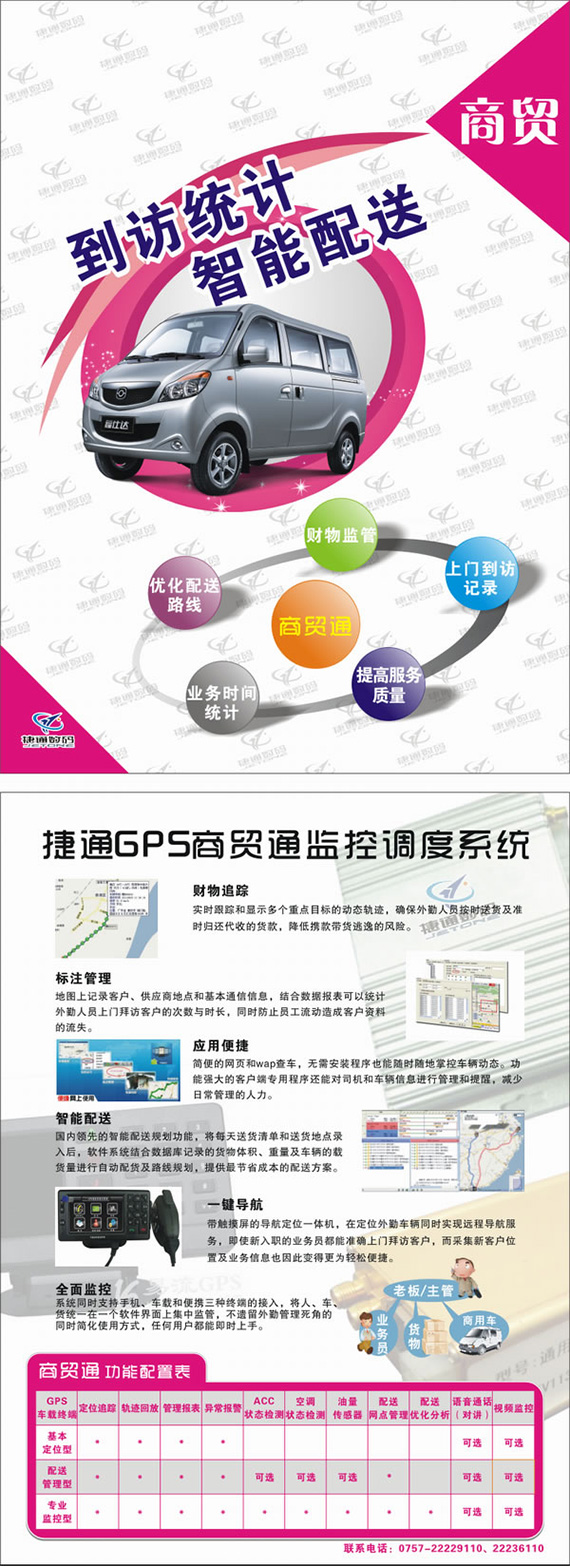 商贸
到访统计
智能配送
福仕达
财物监管
优化配送
路线
上门到访
记录
商贸通
业务时间
统计
提高服务
质量
捷通数码
JETONE
捷通GPS商贸通监控调度系统
财物追踪
实时跟踪和显示多个重点目标的动态轨迹，确保外勤人员按时送货及准
时归还代收的货款，降低携款带货逃逸的风险。
捷通数码
JETONE
标注管理
地图上记录客户、供应商地点和基本通信信息，结合数据报表可以统计
外勤人员上门拜访客户的次数与时长，同时防止员工流动造成客户资料
的流失。
应用便捷
简便的网页和wap查车，无需安装程序也能随时随地掌控车辆动态。功
能强大的客户端专用程序还能对司机和车辆信息进行管理和提醒，减少
日常管理的人力。
便捷网上使用
智能配送
国内领先的智能配送规划功能，将每天送货清单和送货地点录
入后，软件系统结合数据库记录的货物体积、重量及车辆的载
货量进行自动配货及路线规划，提供最节省成本的配送方案。
一键导航
带触摸屏的导航定位一体机，在定位外勤车辆同时实现远程导航服
务，即使新入职的业务员都能准确上门拜访客户，而采集新客户位
置及业务信息也因此变得更为轻松便捷。
全面监控
系统同时支持手机、车载和便携三种终端的接入，将人、车、
货统一在一个软件界面上集中监管，不遗留外勤管理死角的
同时简化使用方式，任何用户都能即时上手。
老板/主管
业务员
货物
商用车
型号：通用
商贸通 功能配置表
GPS 车载终端 定位追踪 轨迹回放 管理报表 异常报警 ACC 状态检测 空调 状态检测 油量 传感器 配送 网点管理 配送 优化分析 语音通话 （对讲） 视频监控
基本 定位型 * * * * 可选 可选
配送 管理型 * * * * 可选 可选 可选 * 可选 可选
专业 监控型 * * * * * * * * * 可选 可选
联系电话：0757-22229110、22236110